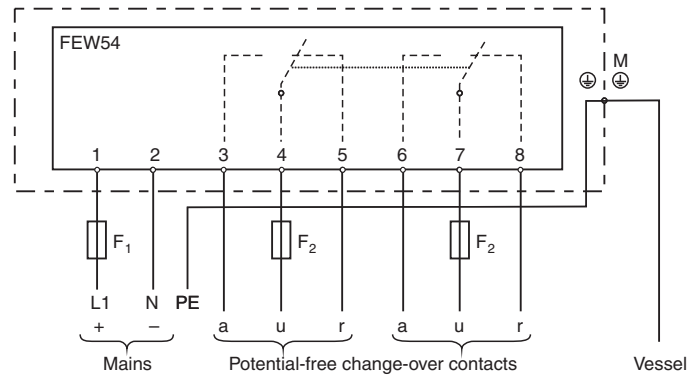 FEW54
M
1 2 3 4 5 6 7 8
F1 F2 F2
L1 N PE
+ – a u r a u r
Mains Potential-free change-over contacts Vessel